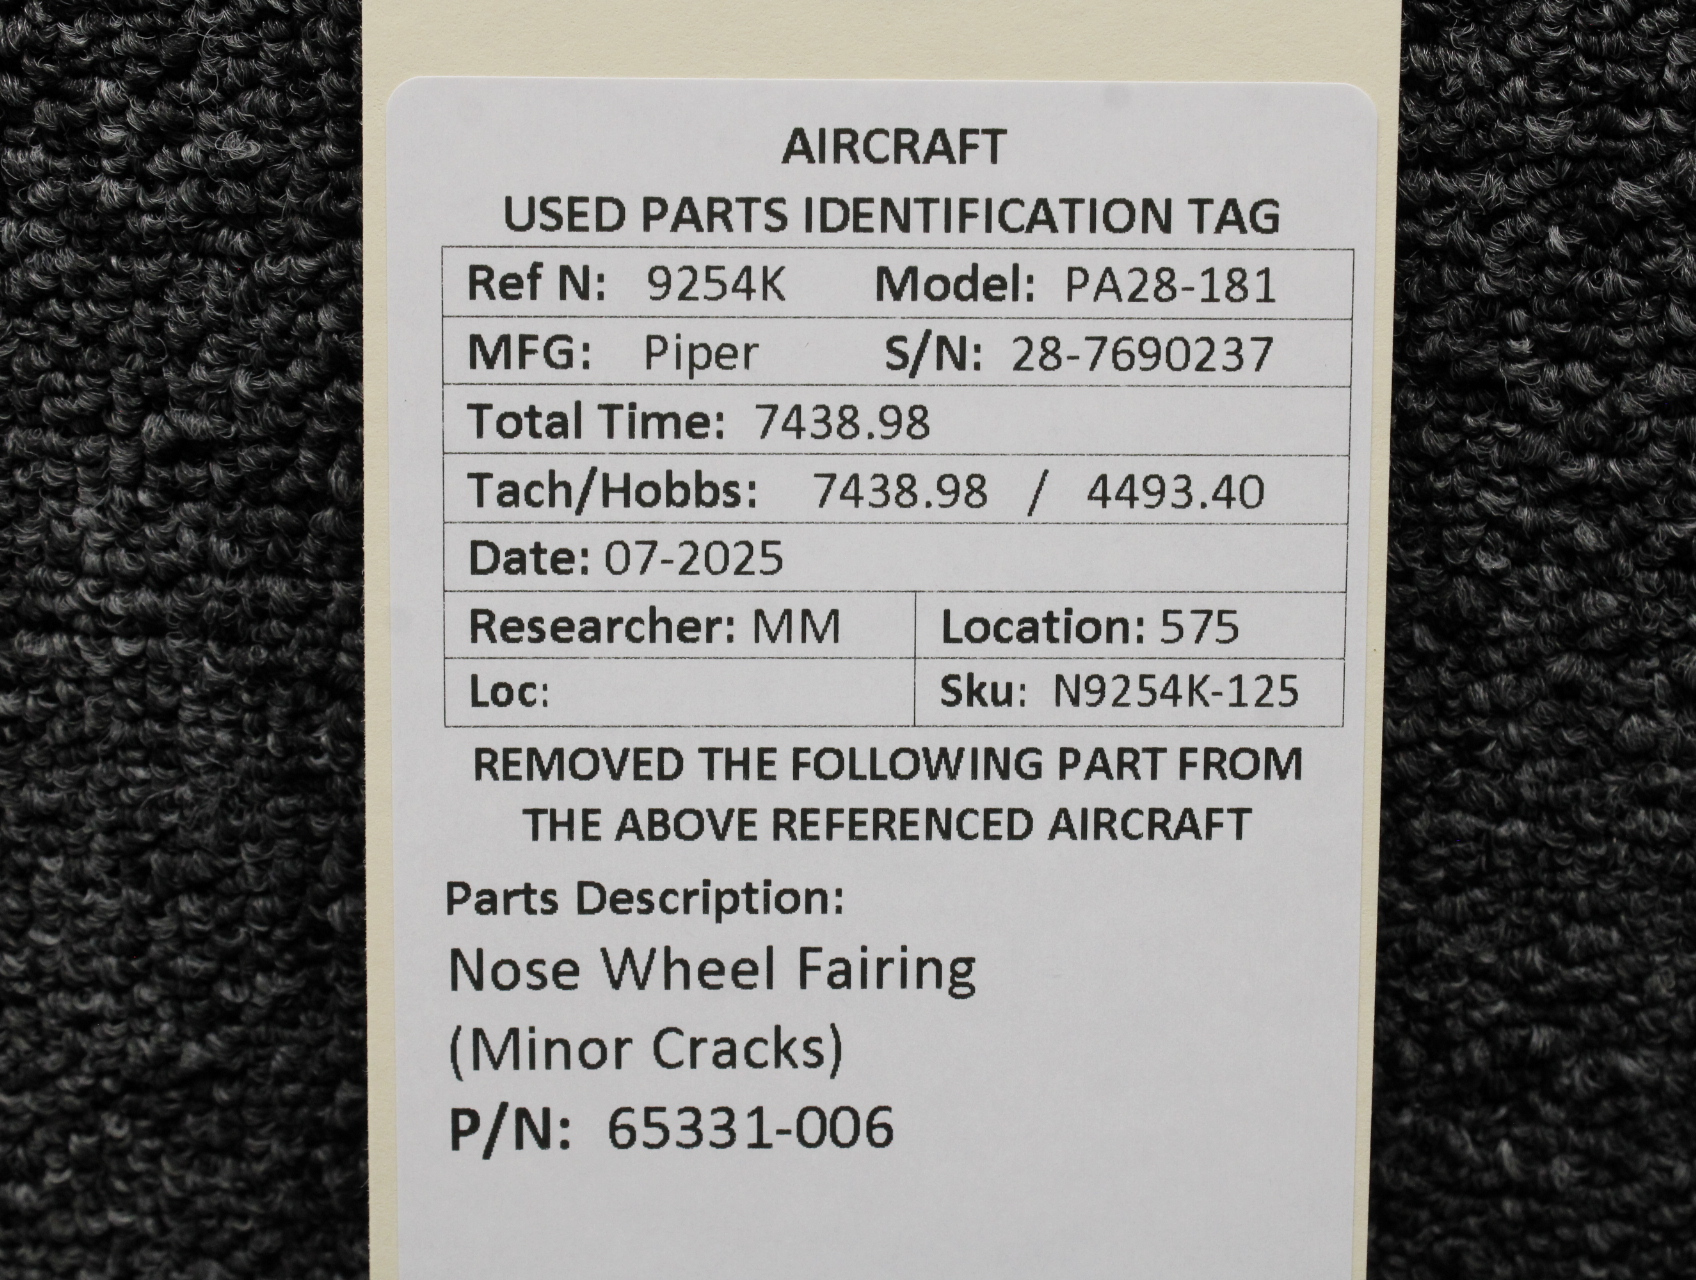 AIRCRAFT
USED PARTS IDENTIFICATION TAG
Ref N: 9254K Model: PA28-181
MFG: Piper S/N: 28-7690237
Total Time: 7438.98
Tach/Hobbs: 7438.98 / 4493.40
Date: 07-2025
Researcher: MM Location: 575
Loc: Sku: N9254K-125
REMOVED THE FOLLOWING PART FROM
THE ABOVE REFERENCED AIRCRAFT
Parts Description:
Nose Wheel Fairing
(Minor Cracks)
P/N: 65331-006